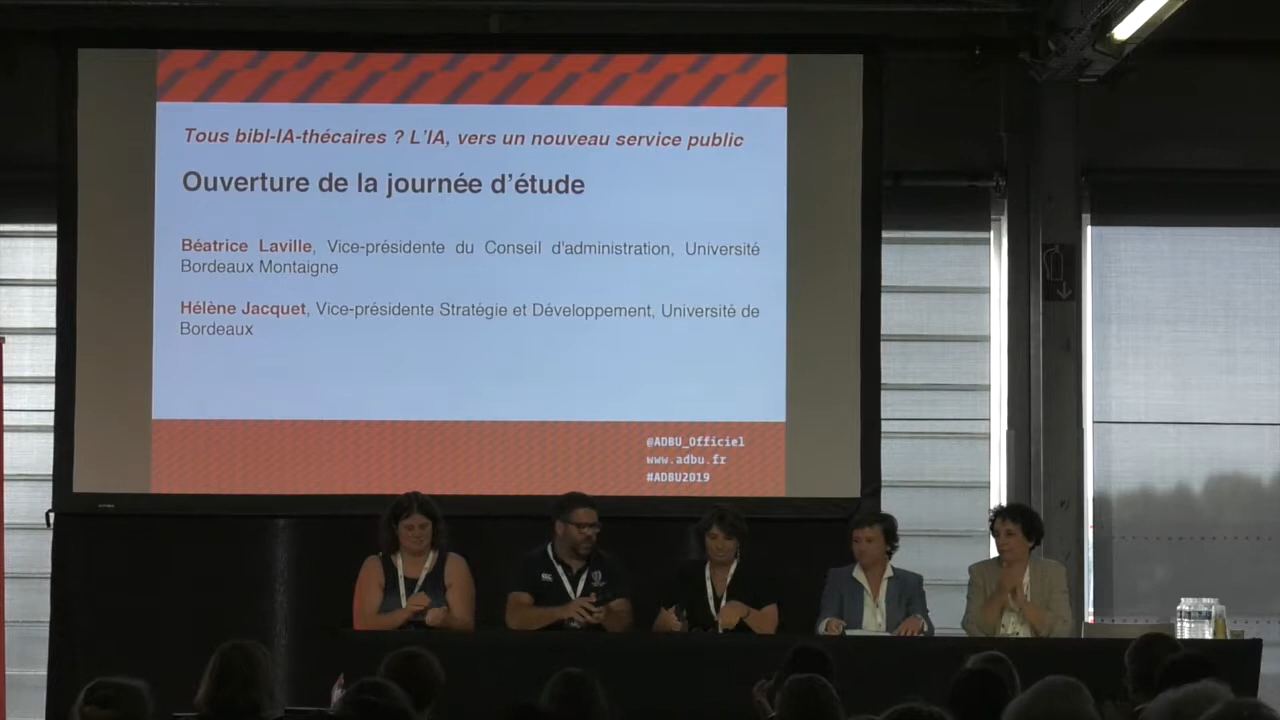 Tous bibl-IA-thécaires ? L'IA, vers un nouveau service public
Ouverture de la journée d'étude
Béatrice Laville, Vice-présidente du Conseil d'administration, Université
Bordeaux Montaigne
Hélène Jacquet, Vice-présidente Stratégie et Développement, Université de
Bordeaux
@ADBU_Officiel
www.adbu.fr
#ADBU2019